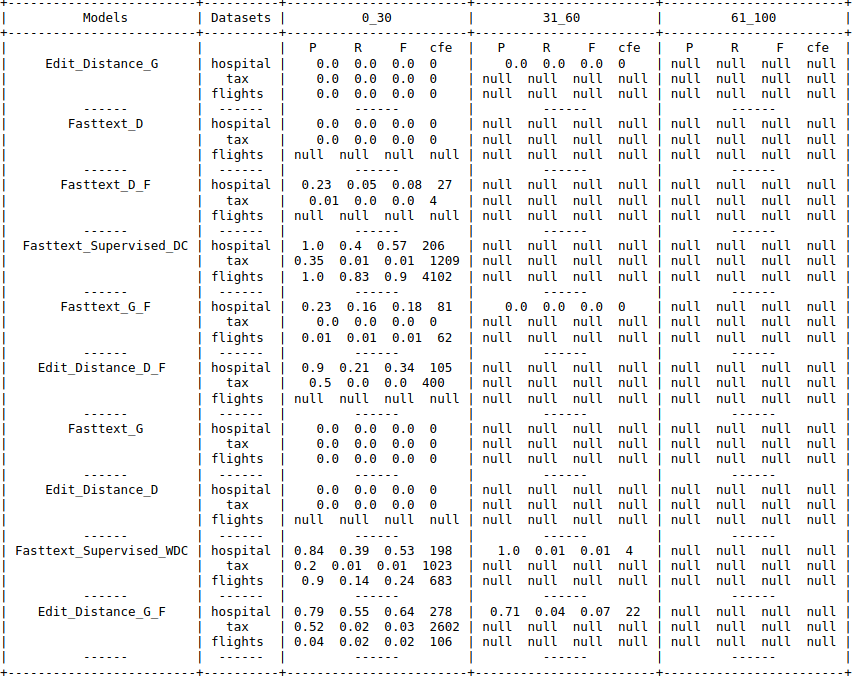 +-------------------------+----------+------------------------+------------------------+------------------------+
| Models | Datasets | 0_30 | 31_60 | 61_100 |
+-------------------------+----------+------------------------+------------------------+------------------------+
| | | P R F cfe | P R F cfe | P R F cfe |
| Edit_Distance_G | hospital | 0.0 0.0 0.0 0 | 0.0 0.0 0.0 0 | null null null null |
| | tax | 0.0 0.0 0.0 0 | null null null null | null null null null |
| | flights | 0.0 0.0 0.0 0 | null null null null | null null null null |
| ------ | ------ | ------ | ------ | ------ |
| Fasttext_D | hospital | 0.0 0.0 0.0 0 | null null null null | null null null null |
| | tax | 0.0 0.0 0.0 0 | null null null null | null null null null |
| | flights | null null null null | null null null null | null null null null |
| ------ | ------ | ------ | ------ | ------ |
| Fasttext_D_F | hospital | 0.23 0.05 0.08 27 | null null null null | null null null null |
| | tax | 0.01 0.0 0.0 4 | null null null null | null null null null |
| | flights | null null null null | null null null null | null null null null |
| ------ | ------ | ------ | ------ | ------ |
| Fasttext_Supervised_DC | hospital | 1.0 0.4 0.57 206 | null null null null | null null null null |
| | tax | 0.35 0.01 0.01 1209 | null null null null | null null null null |
| | flights | 1.0 0.83 0.9 4102 | null null null null | null null null null |
| ------ | ------ | ------ | ------ | ------ |
| Fasttext_G_F | hospital | 0.23 0.16 0.18 81 | 0.0 0.0 0.0 0 | null null null null |
| | tax | 0.0 0.0 0.0 0 | null null null null | null null null null |
| | flights | 0.01 0.01 0.01 62 | null null null null | null null null null |
| ------ | ------ | ------ | ------ | ------ |
| Edit_Distance_D_F | hospital | 0.9 0.21 0.34 105 | null null null null | null null null null |
| | tax | 0.5 0.0 0.0 400 | null null null null | null null null null |
| | flights | null null null null | null null null null | null null null null |
| ------ | ------ | ------ | ------ | ------ |
| Fasttext_G | hospital | 0.0 0.0 0.0 0 | null null null null | null null null null |
| | tax | 0.0 0.0 0.0 0 | null null null null | null null null null |
| | flights | 0.0 0.0 0.0 0 | null null null null | null null null null |
| ------ | ------ | ------ | ------ | ------ |
| Edit_Distance_D | hospital | 0.0 0.0 0.0 0 | null null null null | null null null null |
| | tax | 0.0 0.0 0.0 0 | null null null null | null null null null |
| | flights | null null null null | null null null null | null null null null |
| ------ | ------ | ------ | ------ | ------ |
| Fasttext_Supervised_WDC | hospital | 0.84 0.39 0.53 198 | 1.0 0.01 0.01 4 | null null null null |
| | tax | 0.2 0.01 0.01 1023 | null null null null | null null null null |
| | flights | 0.9 0.14 0.24 683 | null null null null | null null null null |
| ------ | ------ | ------ | ------ | ------ |
| Edit_Distance_G_F | hospital | 0.79 0.55 0.64 278 | 0.71 0.04 0.07 22 | null null null null |
| | tax | 0.52 0.02 0.03 2602 | null null null null | null null null null |
| | flights | 0.04 0.02 0.02 106 | null null null null | null null null null |
| ------ | ------ | ------ | ------ | ------ |
+-------------------------+----------+------------------------+------------------------+------------------------+